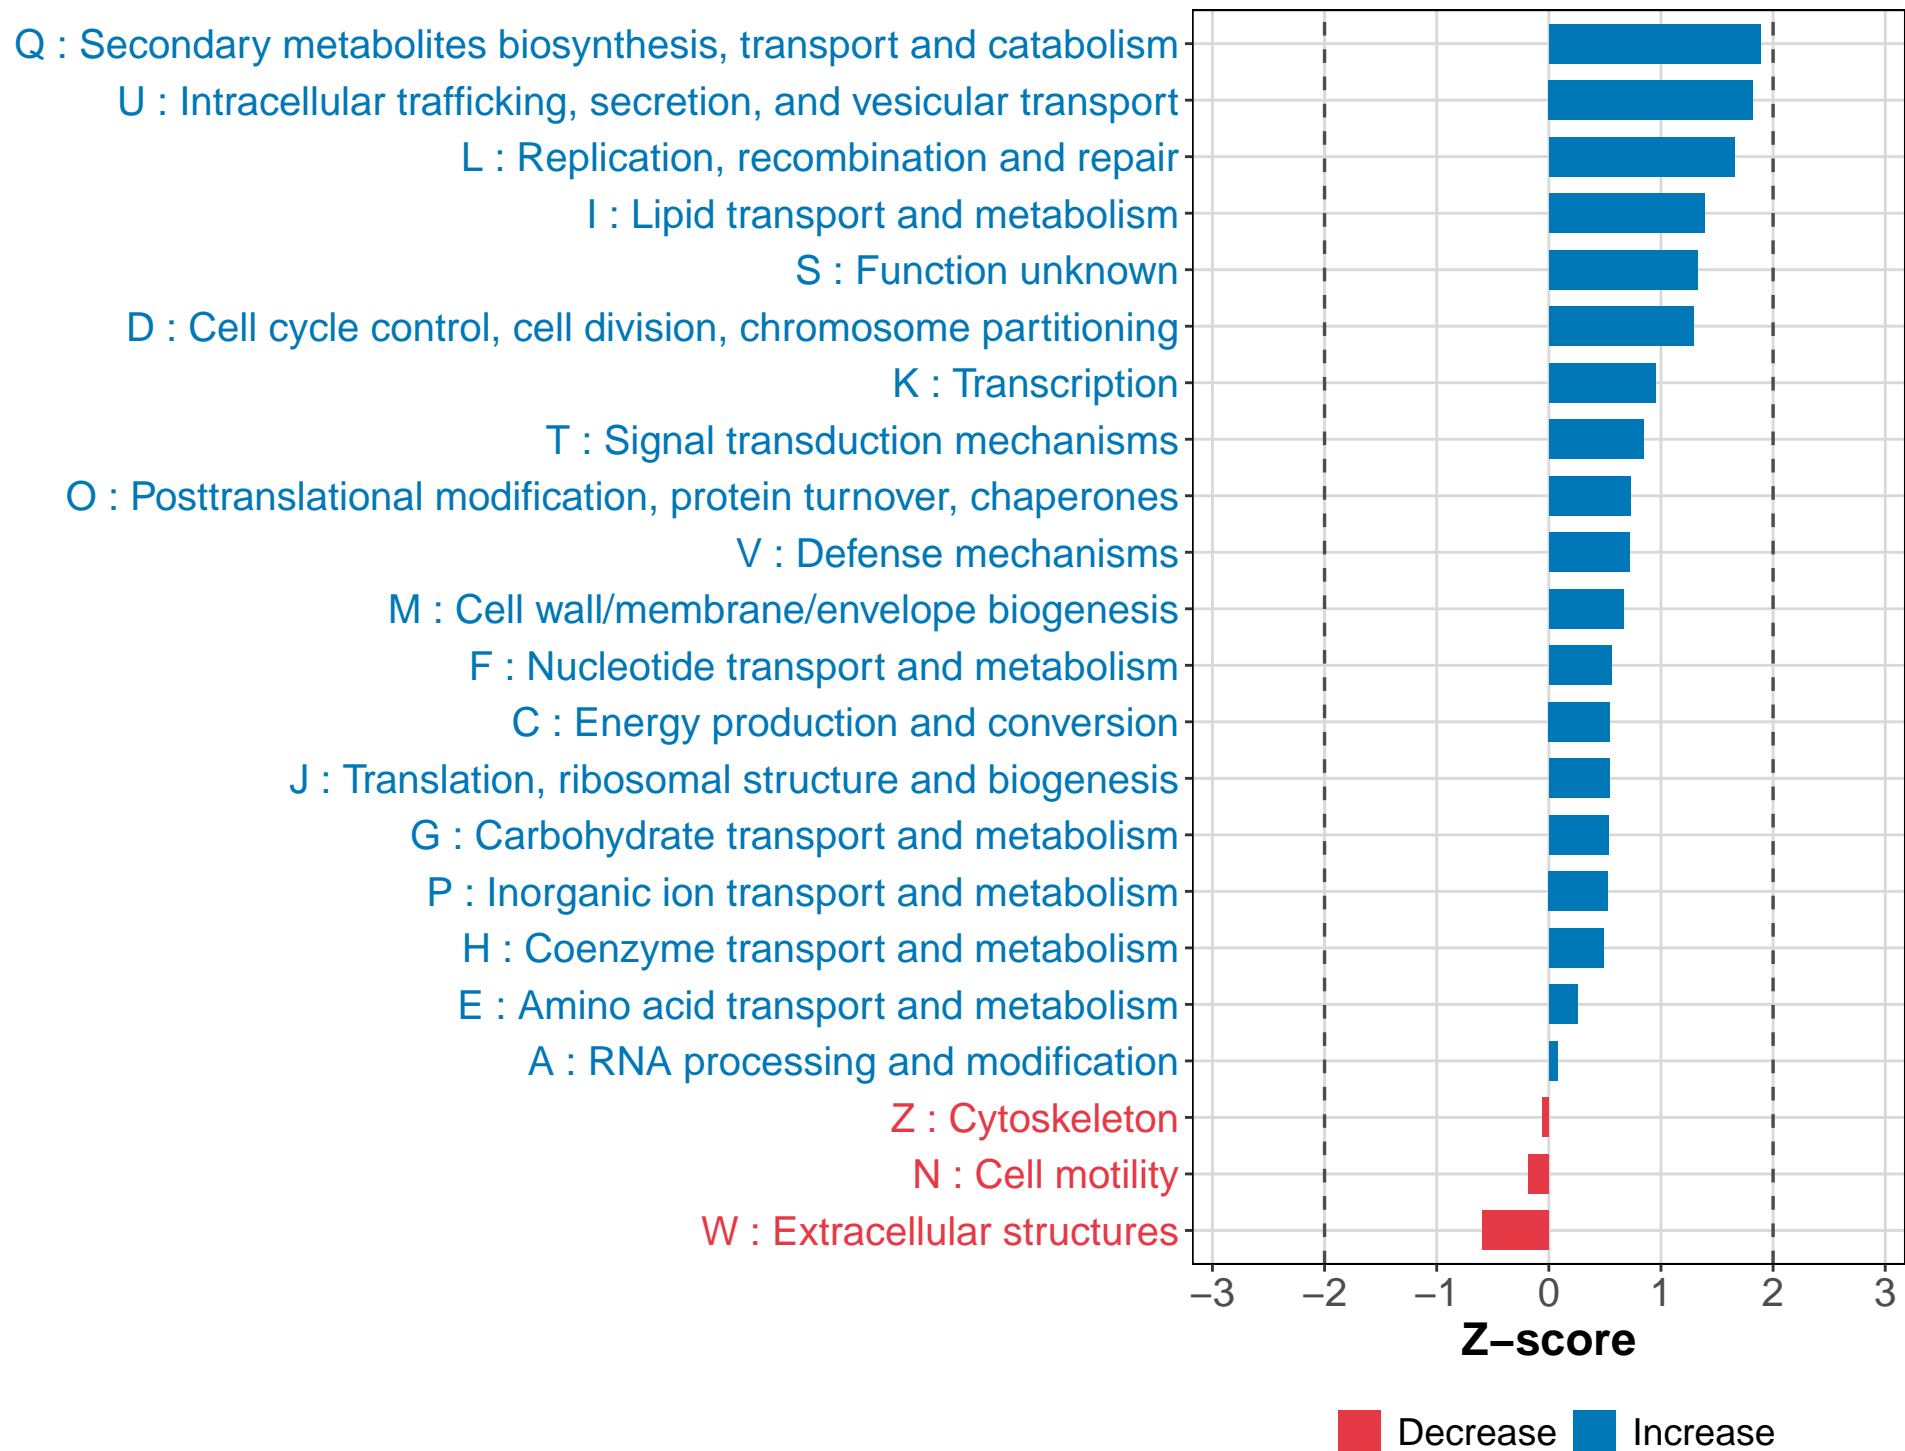 Q : Secondary metabolites biosynthesis, transport and catabolism
U : Intracellular trafficking, secretion, and vesicular transport
L : Replication, recombination and repair
I : Lipid transport and metabolism
S : Function unknown
D : Cell cycle control, cell division, chromosome partitioning
K : Transcription
T : Signal transduction mechanisms
O : Posttranslational modification, protein turnover, chaperones
V : Defense mechanisms
M : Cell wall/membrane/envelope biogenesis
F : Nucleotide transport and metabolism
C : Energy production and conversion
J : Translation, ribosomal structure and biogenesis
G : Carbohydrate transport and metabolism
P : Inorganic ion transport and metabolism
H : Coenzyme transport and metabolism
E : Amino acid transport and metabolism
A : RNA processing and modification
Z : Cytoskeleton
N : Cell motility
W : Extracellular structures
−3 −2 −1 0 1 2 3
Z−score
Decrease Increase